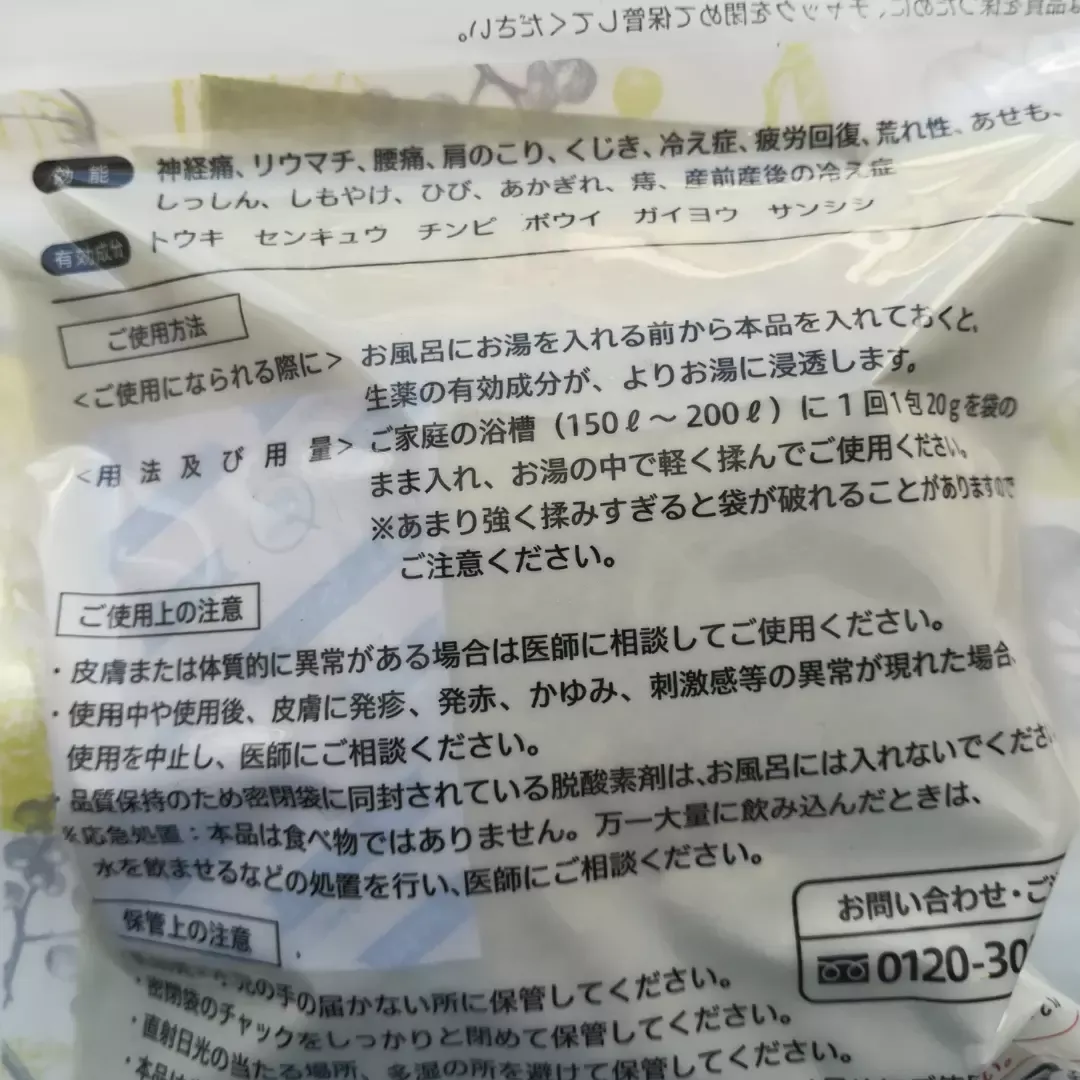 効能 神経痛、リウマチ、腰痛、肩のこり、くじき、冷え症、疲労回復、荒れ性、あせも、
しっしん、しもやけ、ひび、あかぎれ、痔、産前産後の冷え症
有効成分 トウキ センキュウ チンピ ボウイ ガイヨウ サンシシ
ご使用方法
<ご使用になられる際に> お風呂にお湯を入れる前から本品を入れておくと、
生薬の有効成分が、よりお湯に浸透します。
<用法及び用量> ご家庭の浴槽(150ℓ~200ℓ)に1回1包20gを袋の
まま入れ、お湯の中で軽く揉んでご使用ください。
※あまり強く揉みすぎると袋が破れることがありますので
ご注意ください。
ご使用上の注意
・皮膚または体質的に異常がある場合は医師に相談してご使用ください。
・使用中や使用後、皮膚に発疹、発赤、かゆみ、刺激感等の異常が現れた場合、
使用を中止し、医師にご相談ください。
・品質保持のため密閉袋に同封されている脱酸素剤は、お風呂には入れないでくださ
※応急処置:本品は食べ物ではありません。万一大量に飲み込んだときは、
水を飲ませるなどの処置を行い、医師にご相談ください。
お問い合わせ・ご
0120-30
保管上の注意
の手の届かない所に保管してください。
・密閉袋のチャックをしっかりと閉めて保管してください。
・直射日光の当たる場所、多湿の所を避けて保管してください。
・本品は